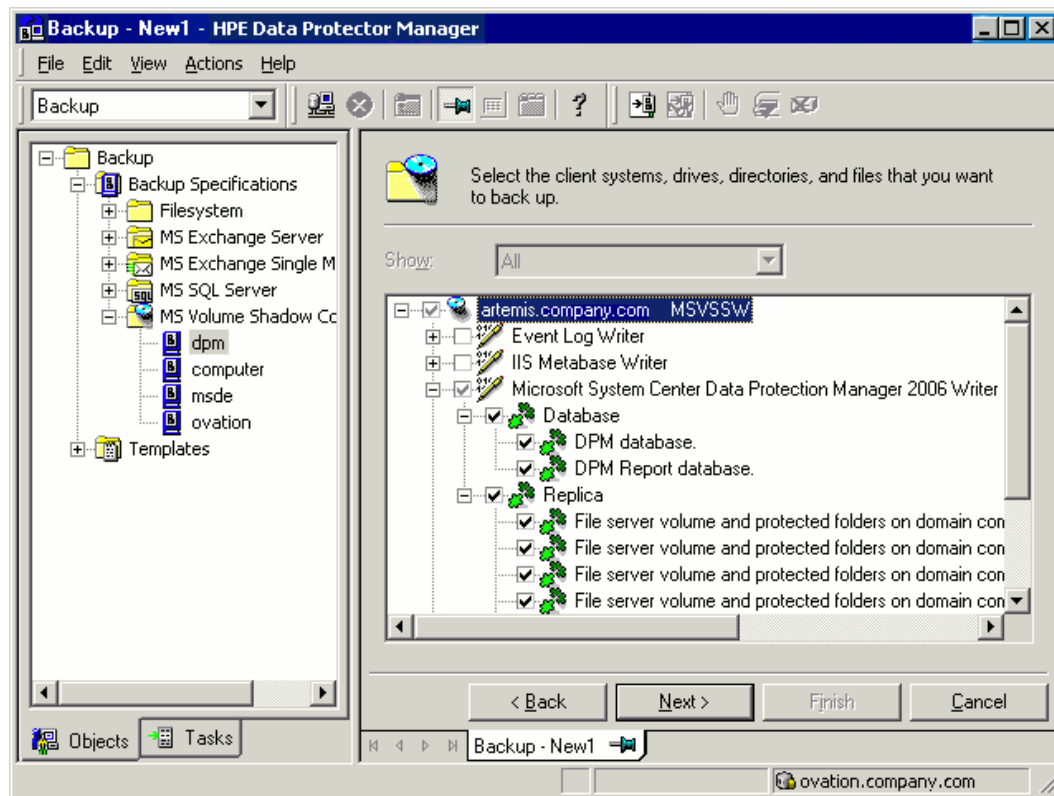 Backup - New1 - HPE Data Protector Manager
File Edit View Actions Help
Backup
Backup
Backup Specifications
Filesystem
MS Exchange Server
MS Exchange Single M
MS SQL Server
MS Volume Shadow Co
dpm
computer
msde
ovation
Templates
Objects
Tasks
Select the client systems, drives, directories, and files that you want
to back up.
Show:
All
artemis.company.com MSVSSW
Event Log Writer
IIS Metabase Writer
Microsoft System Center Data Protection Manager 2006 Writer
Database
DPM database.
DPM Report database.
Replica
File server volume and protected folders on domain con
File server volume and protected folders on domain con
File server volume and protected folders on domain con
File server volume and protected folders on domain con
< Back
Next >
Finish
Cancel
Backup - New1
ovation.company.com